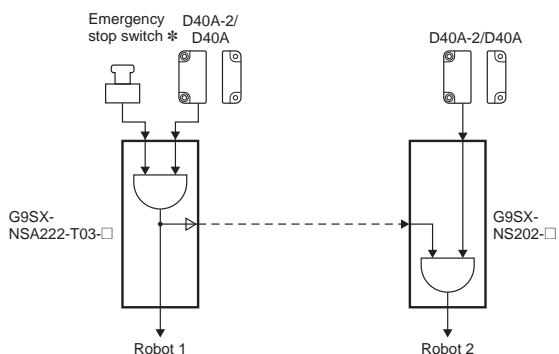 Emergency
stop switch ✻
D40A-2/
D40A
D40A-2/D40A
G9SX-
NSA222-T03-□
G9SX-
NS202-□
Robot 1
Robot 2